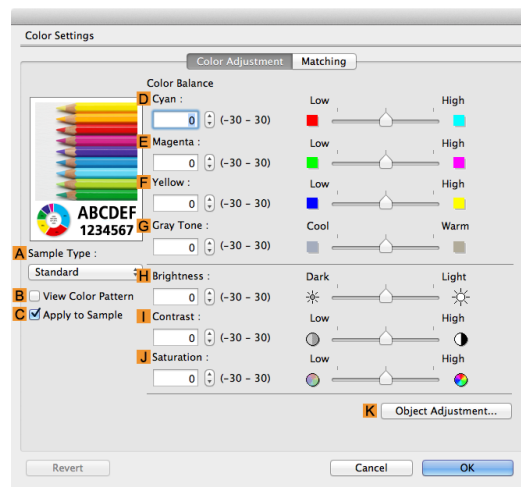 Color Settings
Color Adjustment Matching
Color Balance
D Cyan : Low High
0 (-30 – 30)
E Magenta : Low High
0 (-30 – 30)
F Yellow : Low High
0 (-30 – 30)
ABCDEF
1234567
G Gray Tone : Cool Warm
0 (-30 – 30)
A Sample Type :
Standard
H Brightness : Dark Light
B View Color Pattern 0 (-30 – 30)
C Apply to Sample
I Contrast : Low High
0 (-30 – 30)
J Saturation : Low High
0 (-30 – 30)
K Object Adjustment...
Revert Cancel OK